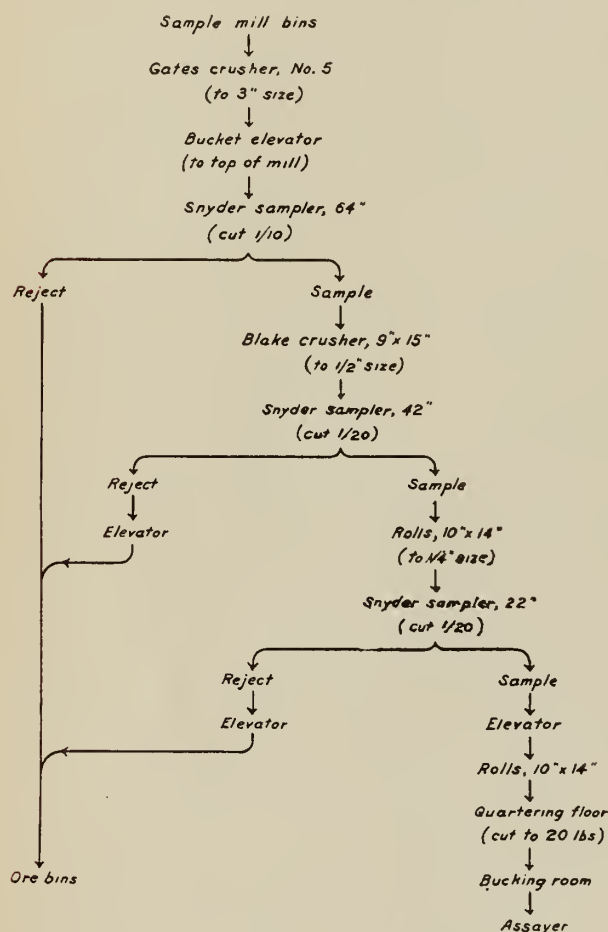 Sample mill bins
Gates crusher, No. 5
(to 3" size)
Bucket elevator
(to top of mill)
Snyder sampler, 64"
(cut 1/10)
Reject
Sample
Blake crusher, 9"x 15"
(to 1/2" size)
Snyder sampler, 42"
(cut 1/20)
Reject
Sample
Elevator
Rolls, 10"x 14"
(to 1/4" size)
Snyder sampler, 22"
(cut 1/20)
Reject
Sample
Elevator
Elevator
Rolls, 10"x 14"
Quartering floor
(cut to 20 lbs)
Ore bins
Bucking room
Assayer